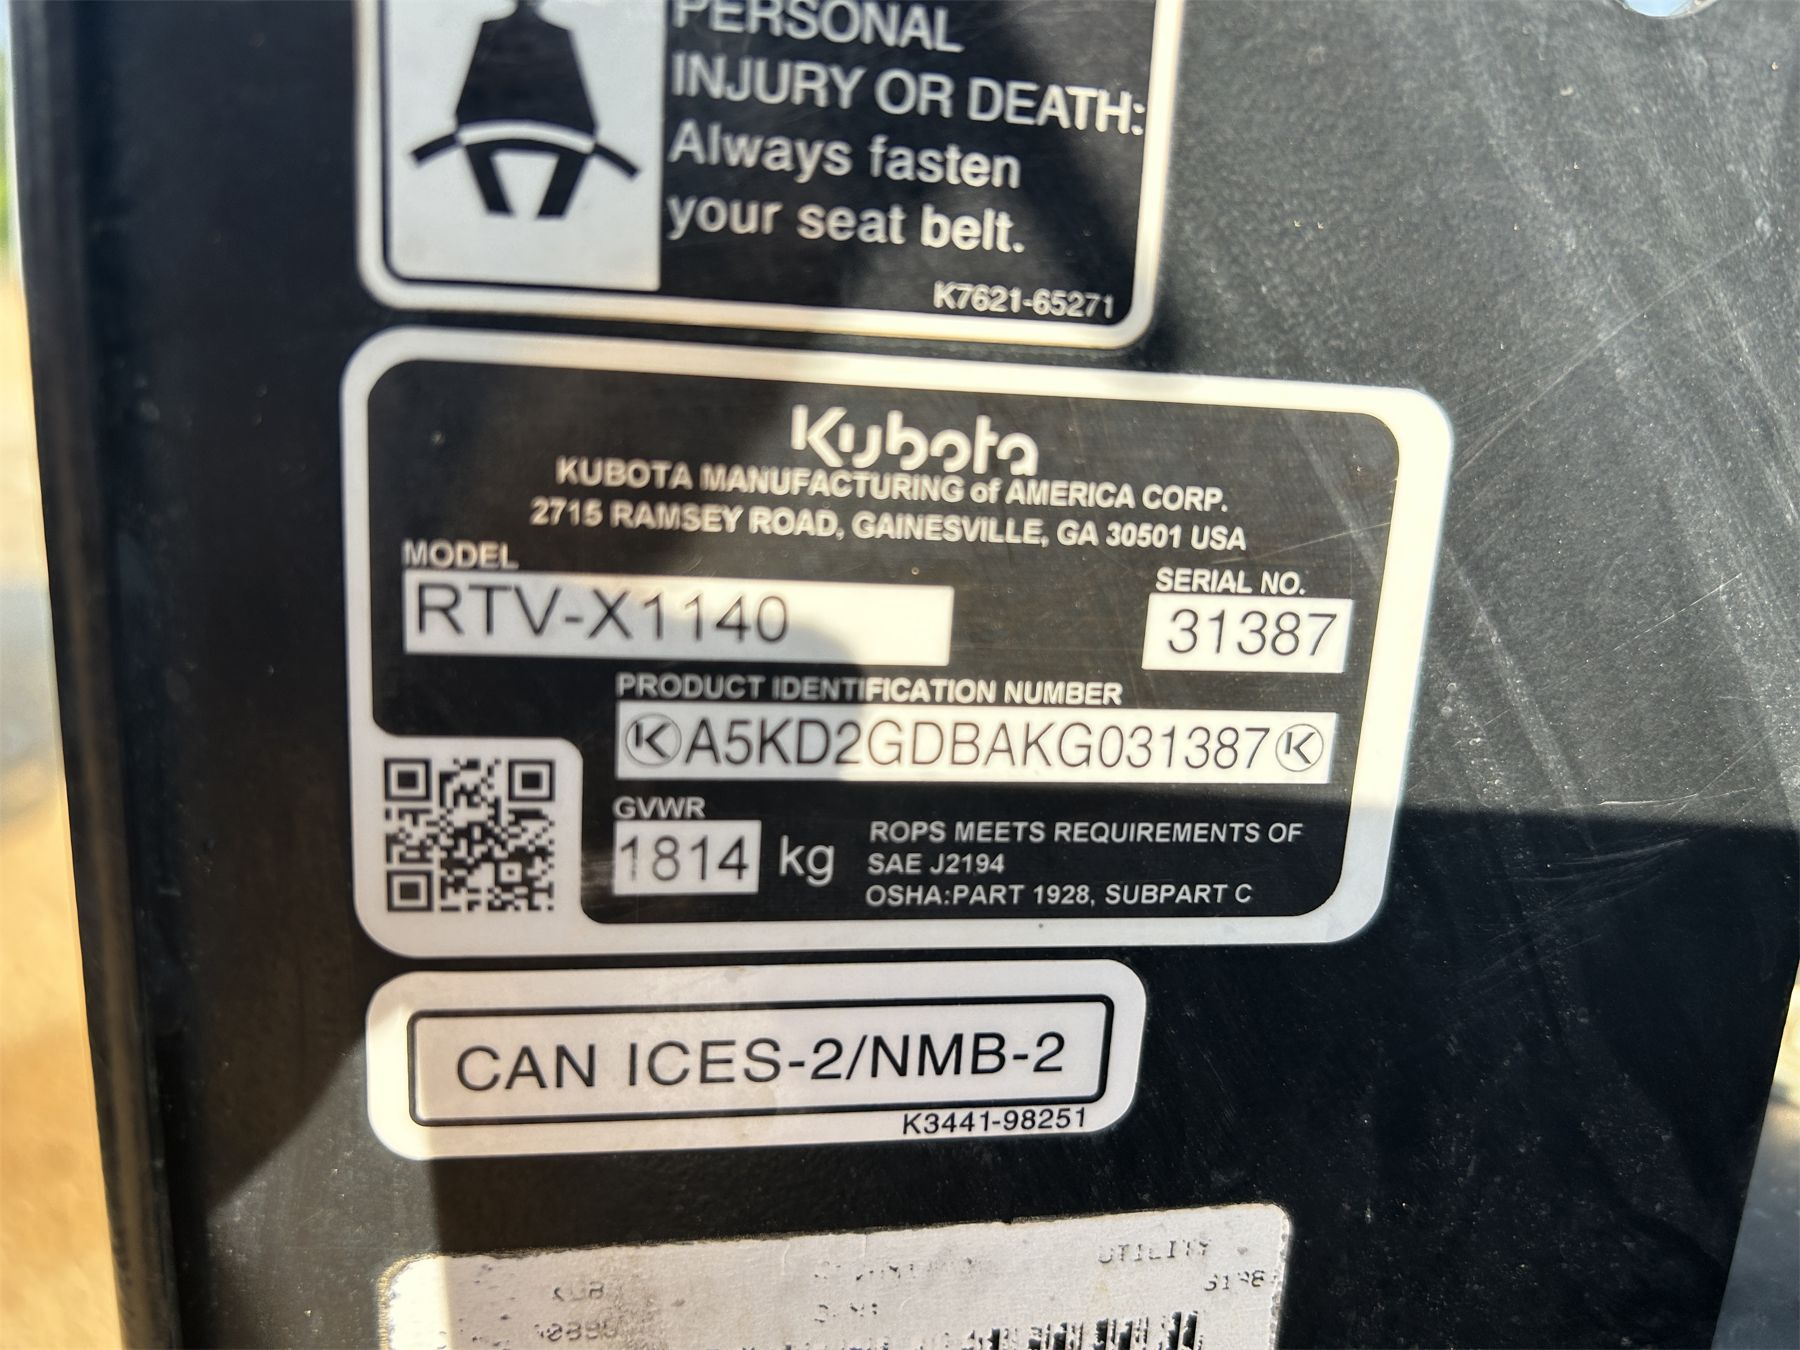 PERSONAL
INJURY OR DEATH:
Always fasten
your seat belt.
K7621-65271
Kubota
KUBOTA MANUFACTURING of AMERICA CORP.
2715 RAMSEY ROAD, GAINESVILLE, GA 30501 USA
MODEL
RTV-X1140
SERIAL NO.
31387
PRODUCT IDENTIFICATION NUMBER
A5KD2GDBAKG031387
GVWR
1814 kg
ROPS MEETS REQUIREMENTS OF
SAE J2194
OSHA:PART 1928, SUBPART C
CAN ICES-2/NMB-2
K3441-98251
UTILITY